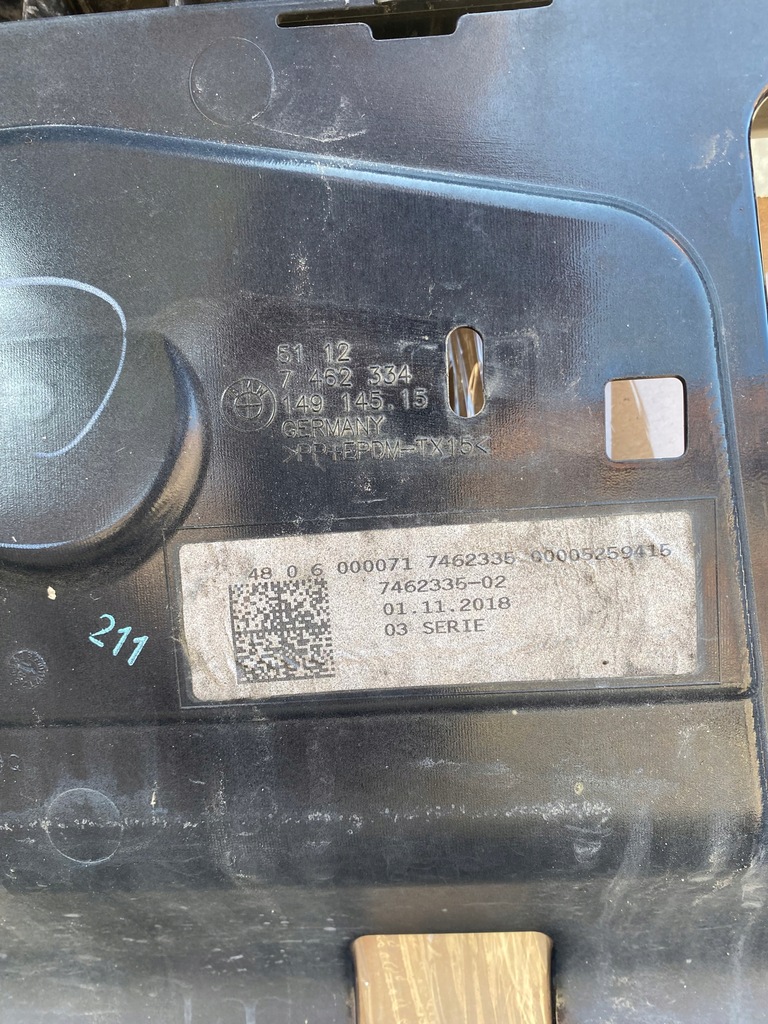 51 12
7 462 334
BMW
149 145.15
GERMANY
>PP+EPDM-TX15<
48 0 6 000071 7462335 00005259415
7462335-02
01.11.2018
03 SERIE
211